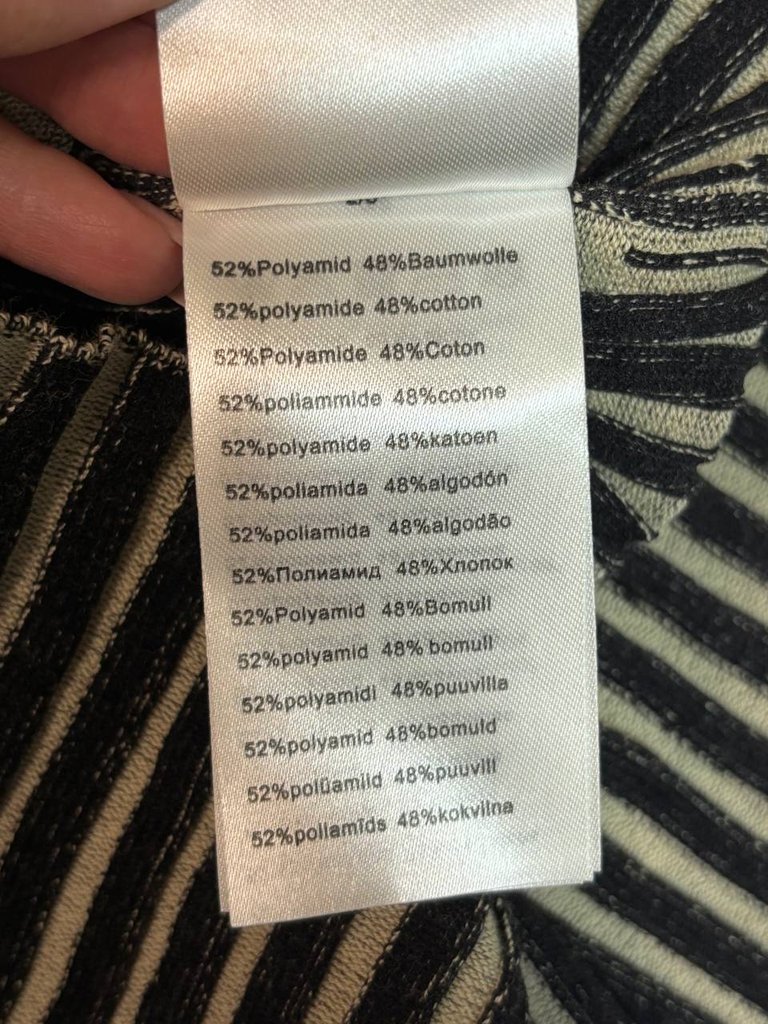 52%Polyamid 48%Baumwolle
52%polyamide 48%cotton
52%Polyamide 48%Coton
52%poliammide 48%cotone
52%polyamide 48%katoen
52%poliamida 48%algodón
52%poliamida 48%algodão
52%Полиамид 48%Хлопок
52%Polyamid 48%Bomull
52%polyamid 48% bomull
52%polyamidi 48%puuvilla
52%polyamid 48%bomuld
52%polüamiid 48%puuvill
52%poliamīds 48%kokvilna